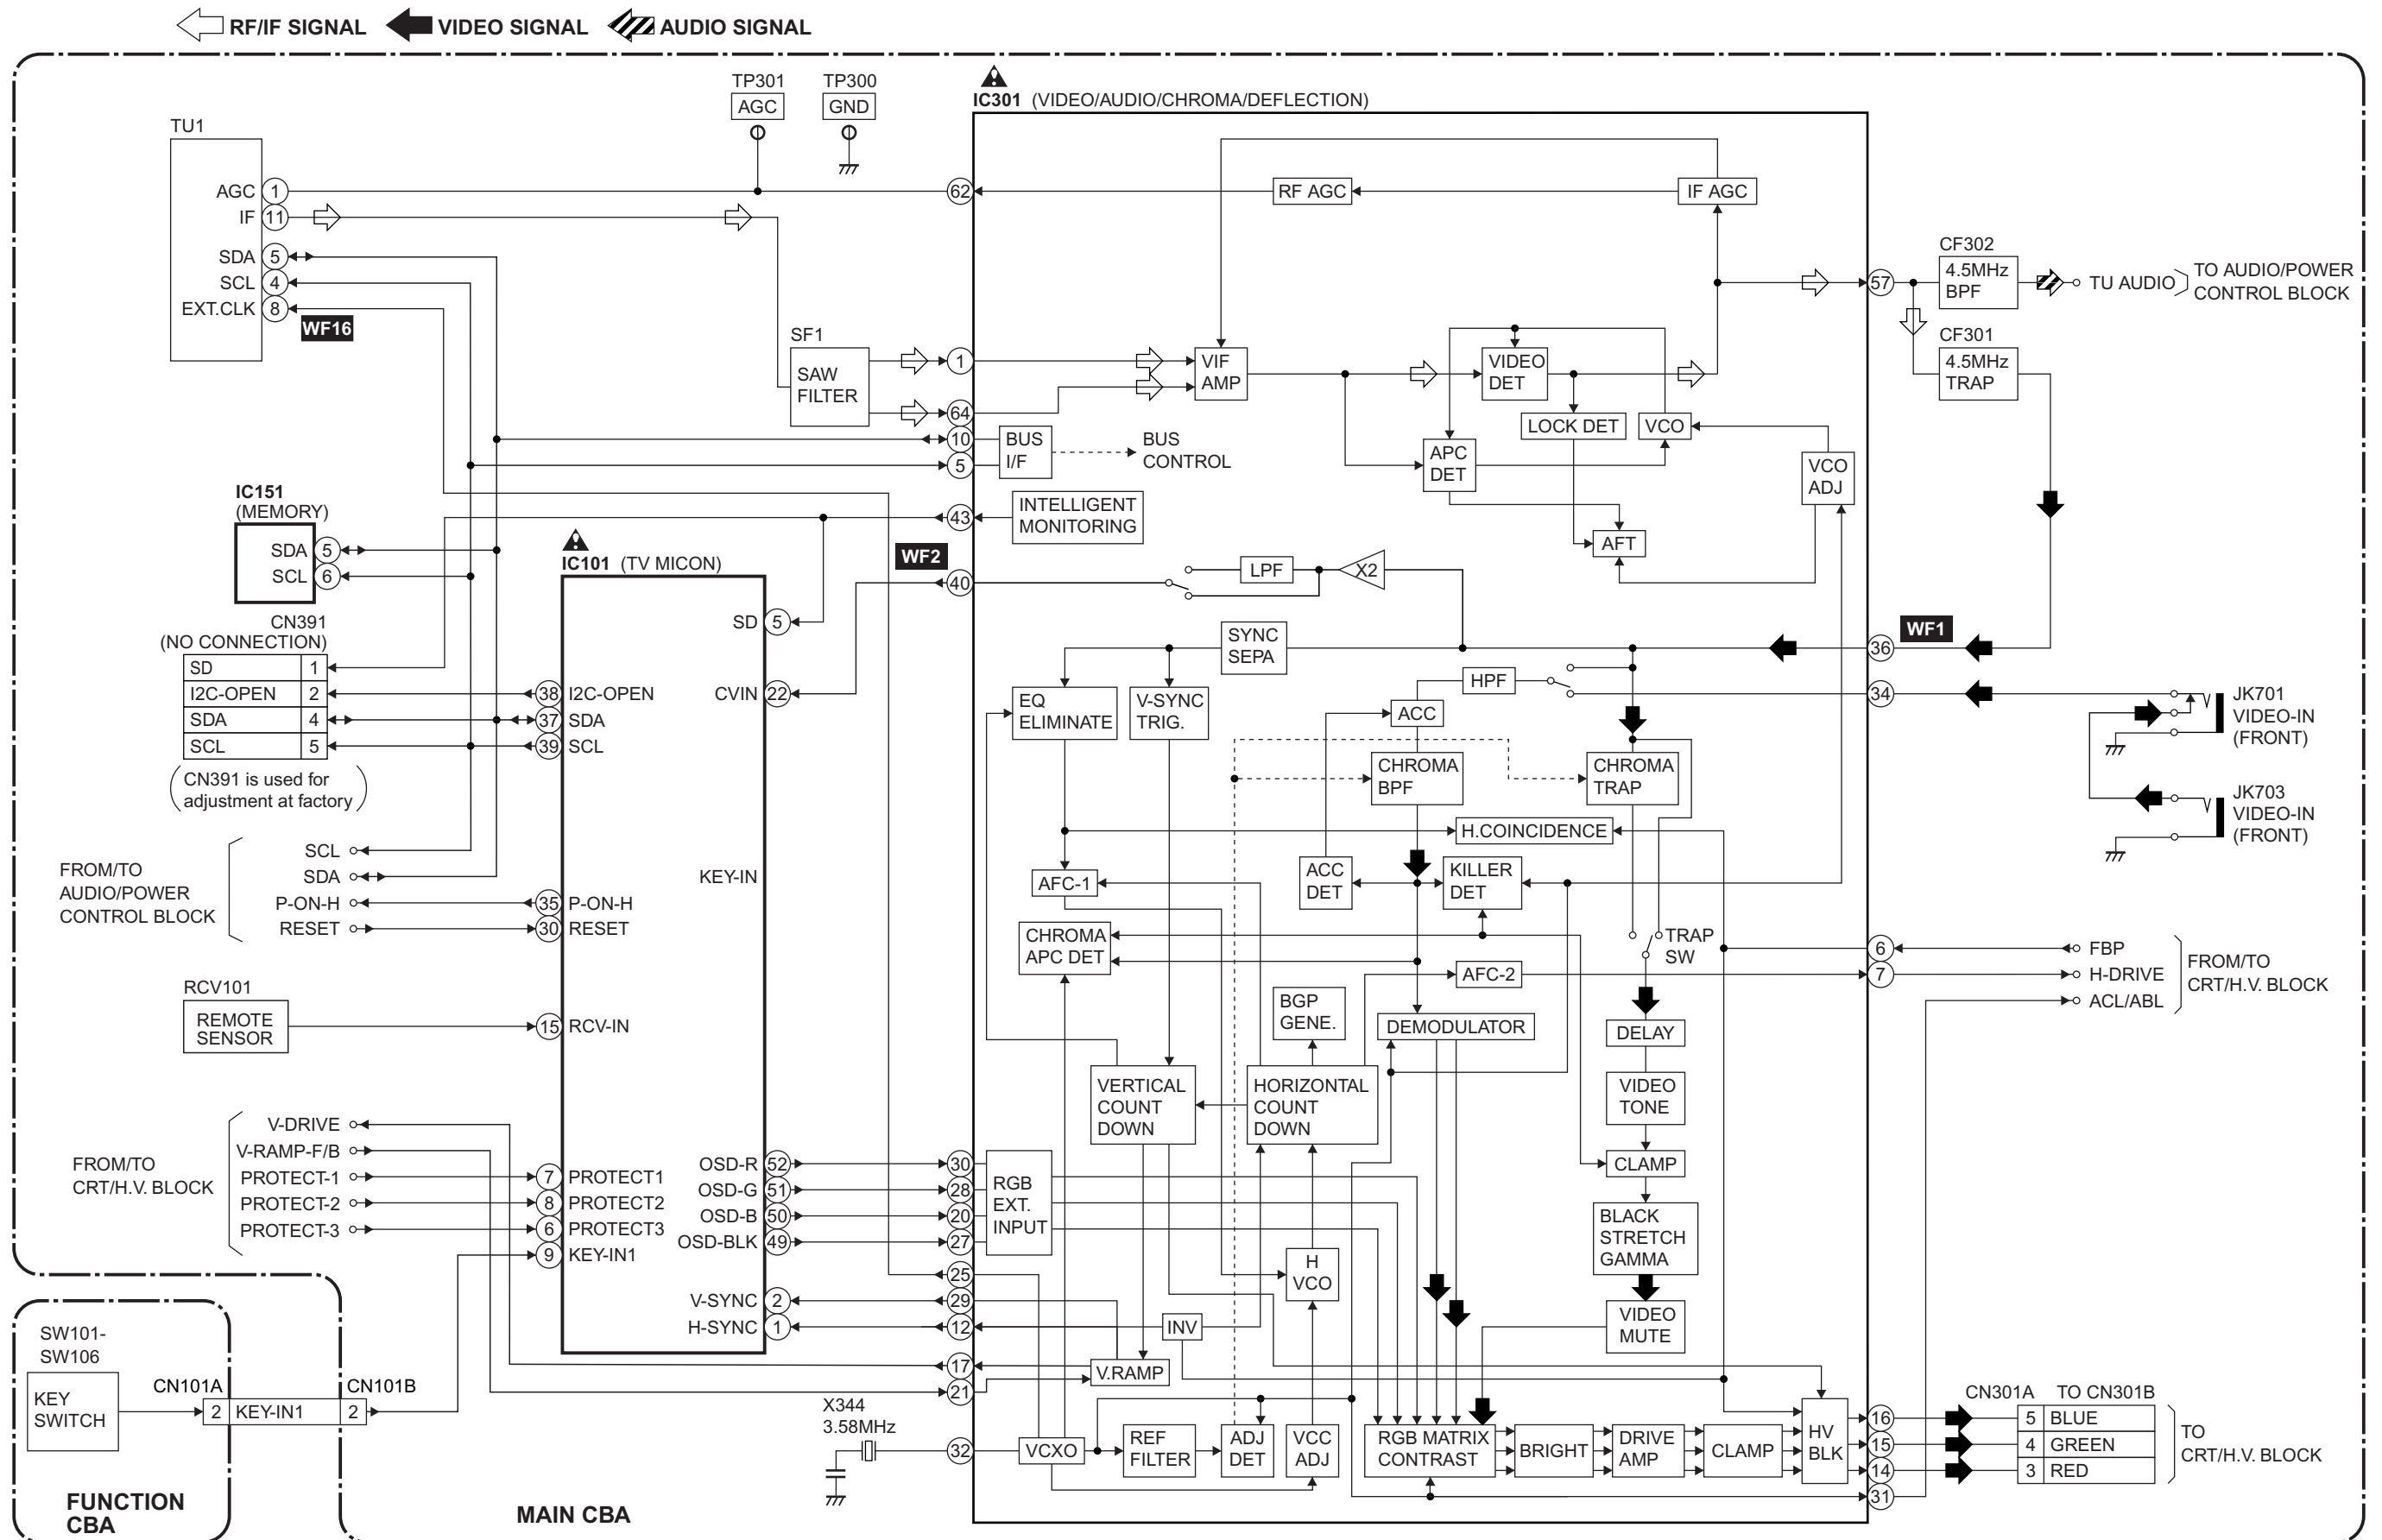 RF/IF SIGNAL
VIDEO SIGNAL
AUDIO SIGNAL
TP301
AGC
TP300
GND
IC301 (VIDEO/AUDIO/CHROMA/DEFLECTION)
TU1
AGC 1
IF 11
SDA 5
SCL 4
EXT.CLK 8
WF16
62
RF AGC
IF AGC
57
CF302
4.5MHz
BPF
TU AUDIO
TO AUDIO/POWER
CONTROL BLOCK
CF301
4.5MHz
TRAP
SF1
SAW
FILTER
1
64
VIF
AMP
VIDEO
DET
LOCK DET
VCO
APC
DET
VCO
ADJ
AFT
10
5
BUS
I/F
BUS
CONTROL
43
INTELLIGENT
MONITORING
IC151
(MEMORY)
SDA 5
SCL 6
IC101 (TV MICON)
WF2
40
LPF
X2
CN391
(NO CONNECTION)
SD 1
I2C-OPEN 2
SDA 4
SCL 5
CN391 is used for
adjustment at factory
38 I2C-OPEN
37 SDA
39 SCL
SD 5
CVIN 22
KEY-IN
SYNC
SEPA
36
WF1
34
JK701
VIDEO-IN
(FRONT)
JK703
VIDEO-IN
(FRONT)
EQ
ELIMINATE
V-SYNC
TRIG.
HPF
ACC
CHROMA
BPF
CHROMA
TRAP
H.COINCIDENCE
AFC-1
ACC
DET
KILLER
DET
CHROMA
APC DET
AFC-2
TRAP
SW
6
7
FBP
H-DRIVE
ACL/ABL
FROM/TO
CRT/H.V. BLOCK
FROM/TO
AUDIO/POWER
CONTROL BLOCK
SCL
SDA
P-ON-H
RESET
35 P-ON-H
30 RESET
RCV101
REMOTE
SENSOR
15 RCV-IN
BGP
GENE.
DEMODULATOR
DELAY
VIDEO
TONE
VERTICAL
COUNT
DOWN
HORIZONTAL
COUNT
DOWN
CLAMP
BLACK
STRETCH
GAMMA
VIDEO
MUTE
FROM/TO
CRT/H.V. BLOCK
V-DRIVE
V-RAMP-F/B
PROTECT-1
PROTECT-2
PROTECT-3
7 PROTECT1
8 PROTECT2
6 PROTECT3
9 KEY-IN1
OSD-R 52
OSD-G 51
OSD-B 50
OSD-BLK 49
V-SYNC 2
H-SYNC 1
30
28
20
27
RGB
EXT.
INPUT
25
29
12
17
21
H
VCO
INV
V.RAMP
SW101-
SW106
KEY
SWITCH
CN101A
2 KEY-IN1 2
CN101B
X344
3.58MHz
32
VCXO
REF
FILTER
ADJ
DET
VCC
ADJ
RGB MATRIX
CONTRAST
BRIGHT
DRIVE
AMP
CLAMP
HV
BLK
16
15
14
31
CN301A TO CN301B
5 BLUE
4 GREEN
3 RED
TO
CRT/H.V. BLOCK
FUNCTION
CBA
MAIN CBA